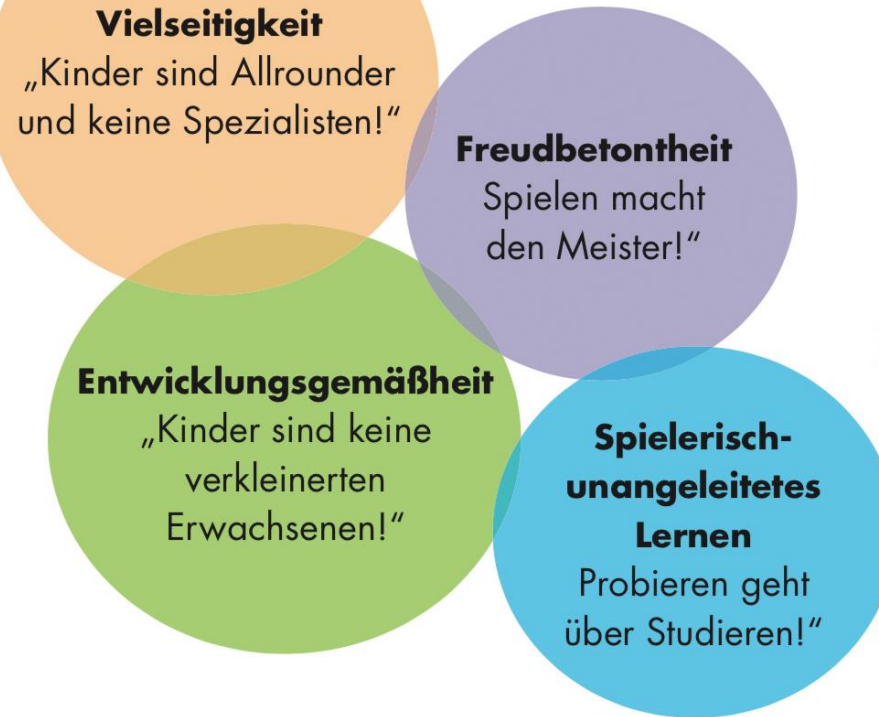 Vielseitigkeit
„Kinder sind Allrounder
und keine Spezialisten!“
Freudbetontheit
Spielen macht
den Meister!“
Entwicklungsgemäßheit
„Kinder sind keine
verkleinerten
Erwachsenen!“
Spielerisch-
unangeleitetes
Lernen
Probieren geht
über Studieren!“